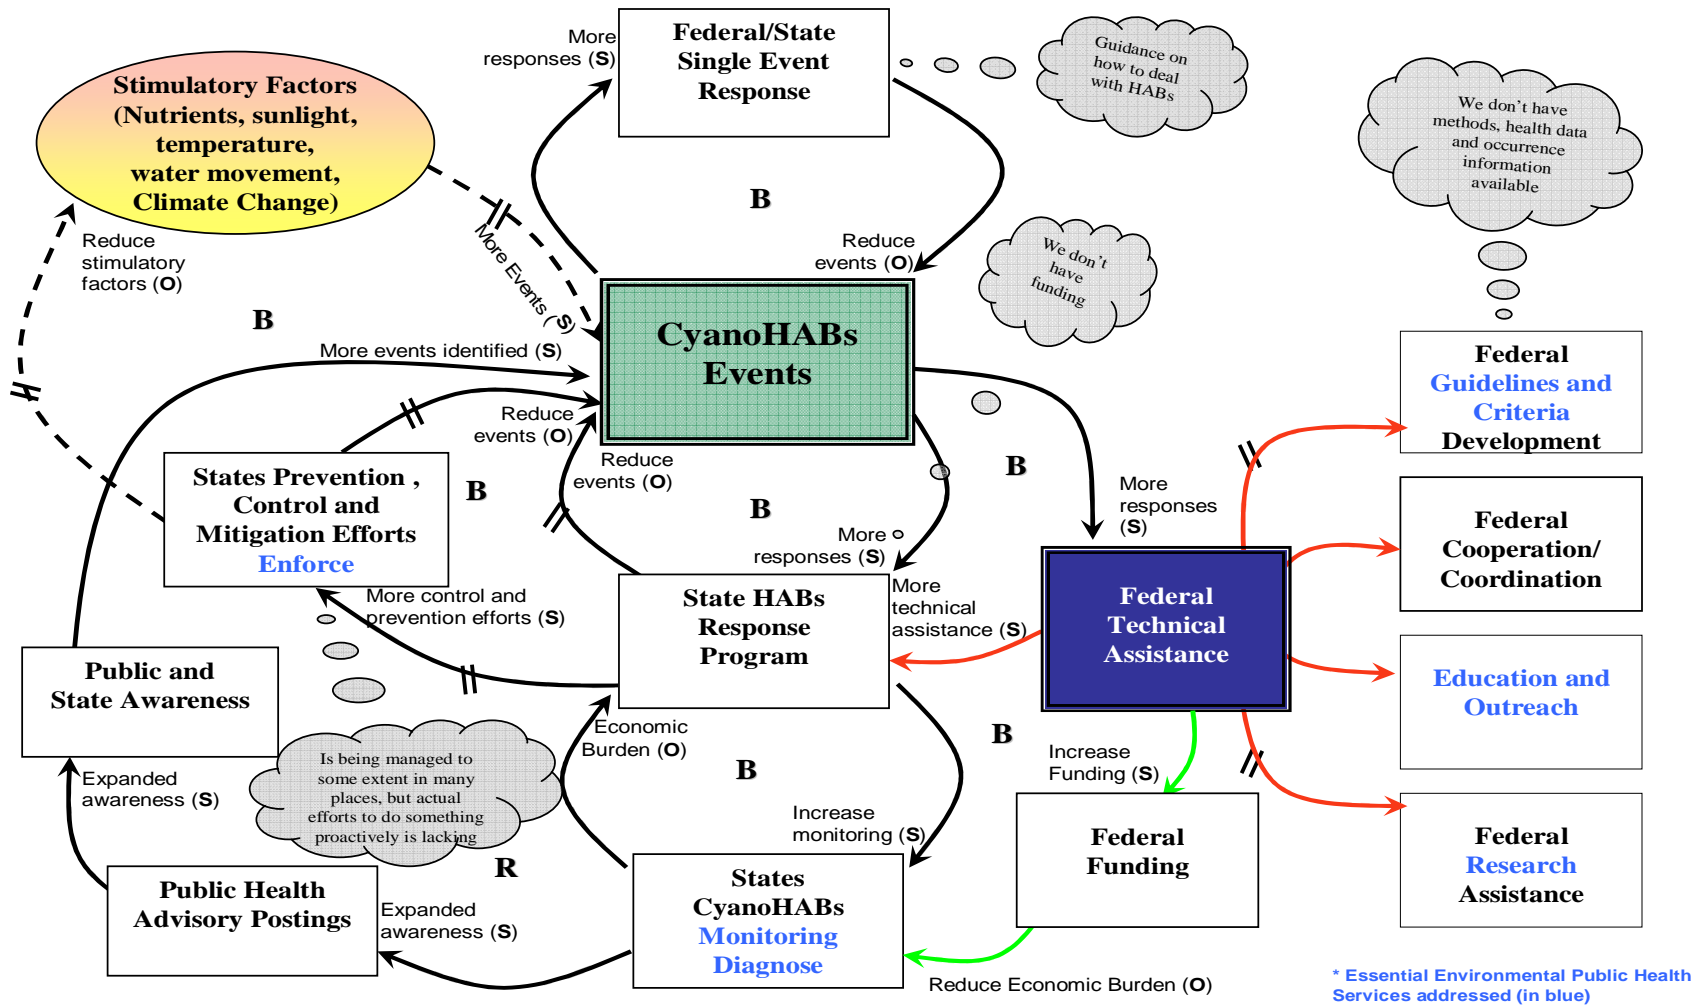 Federal/State
Single Event
Response
More
responses (S)
Guidance on
how to deal
with HABs
Stimulatory Factors
(Nutrients, sunlight,
temperature,
water movement,
Climate Change)
We don't have
methods, health data
and occurrence
information
available
B
Reduce
stimulatory
factors (O)
More Events (S)
Reduce
events (O)
We don't
have
funding
B
More events identified (S)
CyanoHABs
Events
Federal
Guidelines and
Criteria
Development
Reduce
events (O)
Reduce
events (O)
States Prevention ,
Control and
Mitigation Efforts
Enforce
B
B
B
More
responses (S)
More
responses
(S)
Federal
Cooperation/
Coordination
More control and
prevention efforts (S)
State HABs
Response
Program
More
technical
assistance (S)
Federal
Technical
Assistance
Public and
State Awareness
Education and
Outreach
Economic
Burden (O)
B
B
Is being managed to
some extent in many
places, but actual
efforts to do something
proactively is lacking
Expanded
awareness (S)
Increase
Funding (S)
Increase
monitoring (S)
Federal
Funding
Federal
Research
Assistance
R
Public Health
Advisory Postings
Expanded
awareness (S)
States
CyanoHABs
Monitoring
Diagnose
Reduce Economic Burden (O)
* Essential Environmental Public Health
Services addressed (in blue)